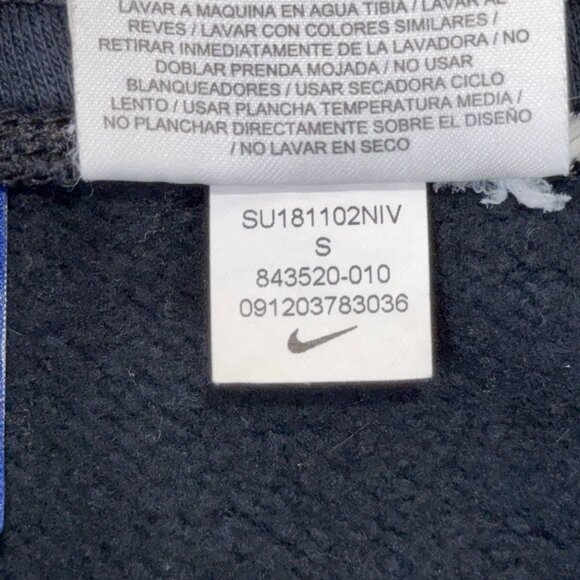 LAVAR A MAQUINA EN AGUA TIBIA / LAVAR AL
REVES / LAVAR CON COLORES SIMILARES /
RETIRAR INMEDIATAMENTE DE LA LAVADORA / NO
DOBLAR PRENDA MOJADA / NO USAR
BLANQUEADORES / USAR SECADORA CICLO
LENTO / USAR PLANCHA TEMPERATURA MEDIA /
NO PLANCHAR DIRECTAMENTE SOBRE EL DISEÑO
/ NO LAVAR EN SECO
SU181102NIV
S
843520-010
091203783036